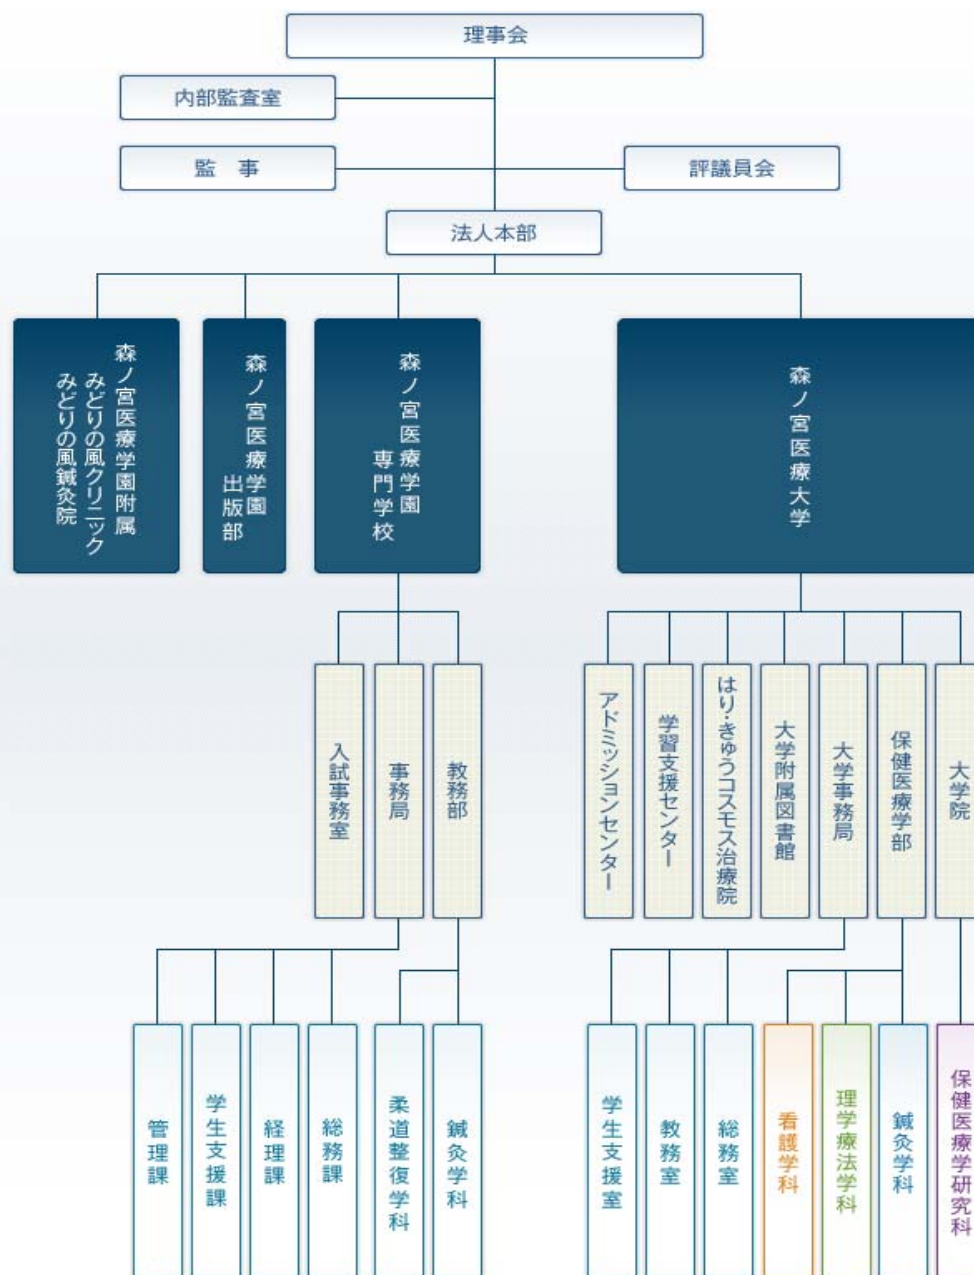 理事会
内部監査室
監　事
評議員会
法人本部
森ノ宮医療学園附属
みどりの風クリニック
みどりの風鍼灸院
森ノ宮医療学園
出版部
森ノ宮医療学園
専門学校
森ノ宮医療大学
入試事務室
事務局
教務部
アドミッションセンター
学習支援センター
はり・きゅうコスモス治療院
大学附属図書館
大学事務局
保健医療学部
大学院
管理課
学生支援課
経理課
総務課
柔道整復学科
鍼灸学科
学生支援室
教務室
総務室
看護学科
理学療法学科
鍼灸学科
保健医療学研究科